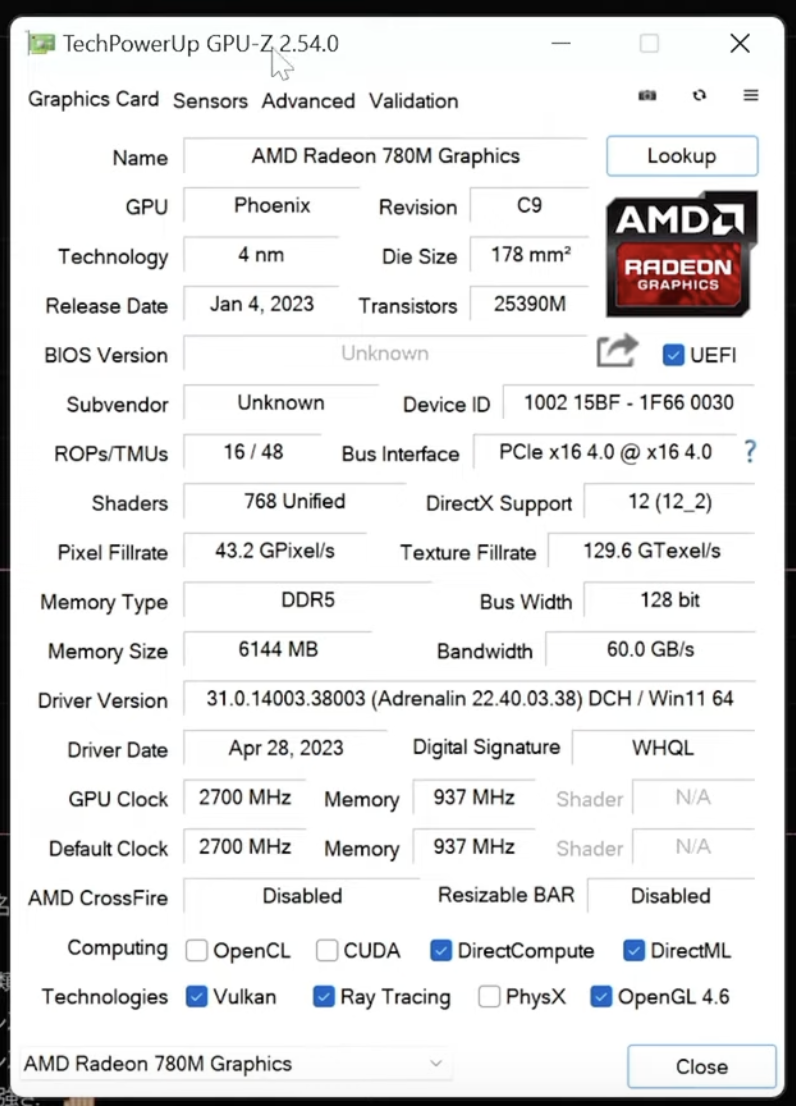 TechPowerUp GPU-Z 2.54.0
Graphics Card Sensors Advanced Validation
Name AMD Radeon 780M Graphics Lookup
GPU Phoenix Revision C9
Technology 4 nm Die Size 178 mm²
Release Date Jan 4, 2023 Transistors 25390M
AMD
RADEON
GRAPHICS
BIOS Version Unknown UEFI
Subvendor Unknown Device ID 1002 15BF - 1F66 0030
ROPs/TMUs 16 / 48 Bus Interface PCIe x16 4.0 @ x16 4.0 ?
Shaders 768 Unified DirectX Support 12 (12_2)
Pixel Fillrate 43.2 GPixel/s Texture Fillrate 129.6 GTexel/s
Memory Type DDR5 Bus Width 128 bit
Memory Size 6144 MB Bandwidth 60.0 GB/s
Driver Version 31.0.14003.38003 (Adrenalin 22.40.03.38) DCH / Win11 64
Driver Date Apr 28, 2023 Digital Signature WHQL
GPU Clock 2700 MHz Memory 937 MHz Shader N/A
Default Clock 2700 MHz Memory 937 MHz Shader N/A
AMD CrossFire Disabled Resizable BAR Disabled
Computing OpenCL CUDA DirectCompute DirectML
Technologies Vulkan Ray Tracing PhysX OpenGL 4.6
AMD Radeon 780M Graphics Close